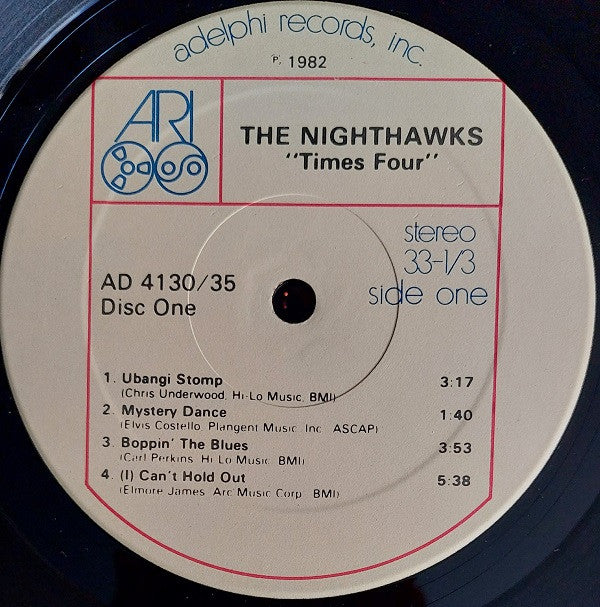 adelphi records, inc.
℗ 1982
ARI
THE NIGHTHAWKS
"Times Four"
stereo
33-1/3
side one
AD 4130/35
Disc One
1. Ubangi Stomp 3:17
(Chris Underwood, Hi-Lo Music, BMI)
2. Mystery Dance 1:40
(Elvis Costello, Plangent Music, Inc. ASCAP)
3. Boppin' The Blues 3:53
(Carl Perkins, Hi Lo Music, BMI)
4. (I) Can't Hold Out 5:38
(Elmore James, Arc Music Corp. BMI)